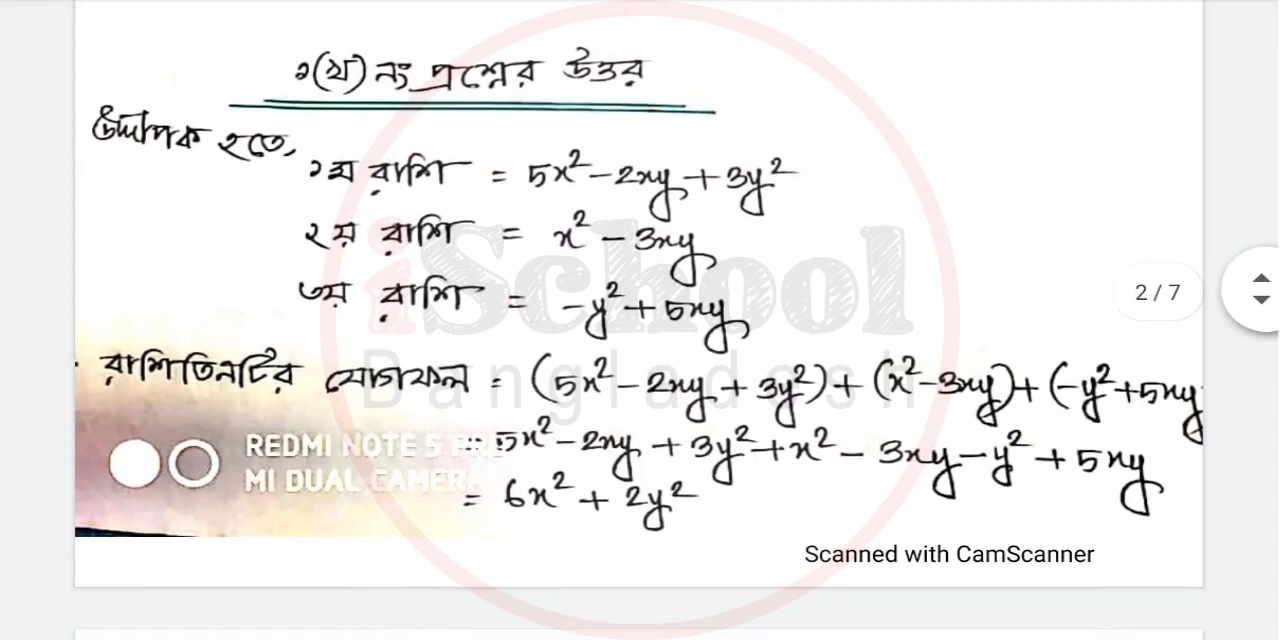 ১(খ) নং প্রশ্নের উত্তর
উদ্দীপক হতে,
১ম রাশি = 5x² - 2xy + 3y²
২য় রাশি = x² - 3xy
৩য় রাশি = -y² + 5xy
2 / 7
iSchool
Bangladesh
রাশিতিনটির যোগফল = (5x² - 2xy + 3y²) + (x² - 3xy) + (-y² + 5xy
= 5x² - 2xy + 3y² + x² - 3xy - y² + 5xy
= 6x² + 2y²
REDMI NOTE 5 PRO
MI DUAL CAMERA
Scanned with CamScanner